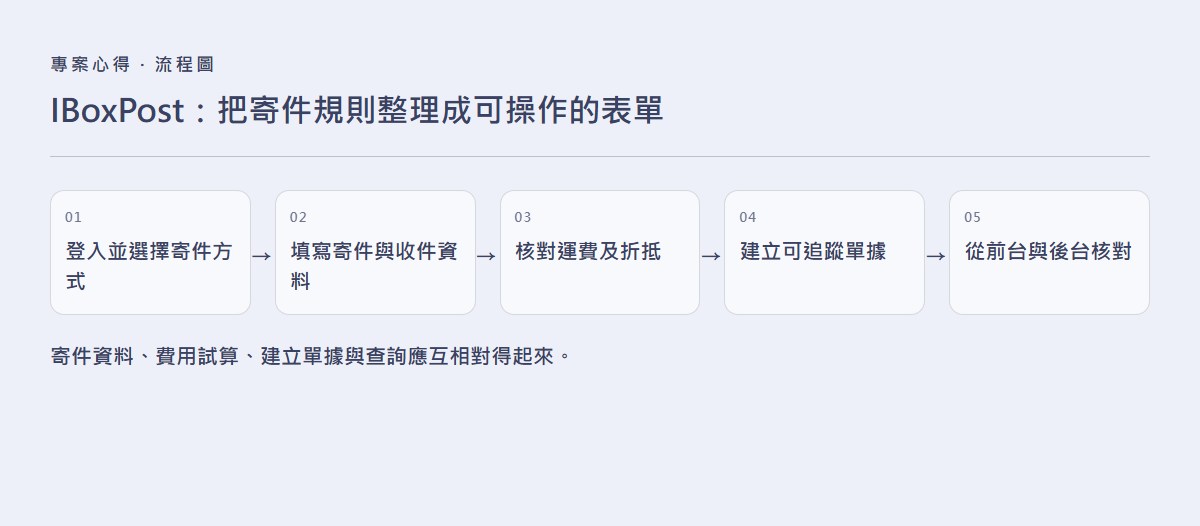 專案心得 · 流程圖
IBoxPost：把寄件規則整理成可操作的表單
01
登入並選擇寄件方
式
→
02
填寫寄件與收件資
料
→
03
核對運費及折抵
→
04
建立可追蹤單據
→
05
從前台與後台核對
寄件資料、費用試算、建立單據與查詢應互相對得起來。